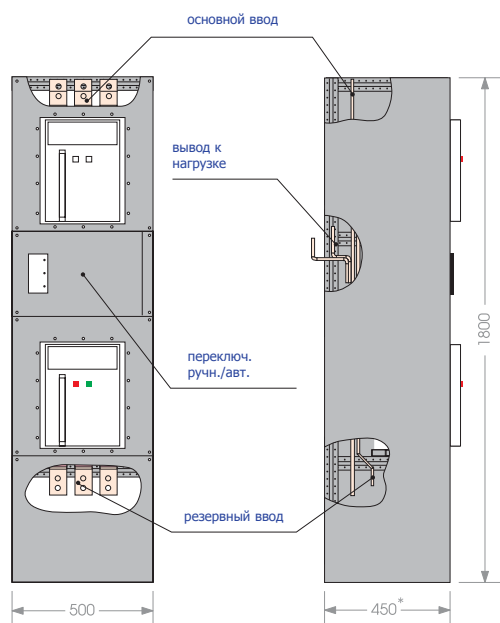 основной ввод
вывод к
нагрузке
переключ.
ручн./авт.
резервный ввод
1800
500
450*